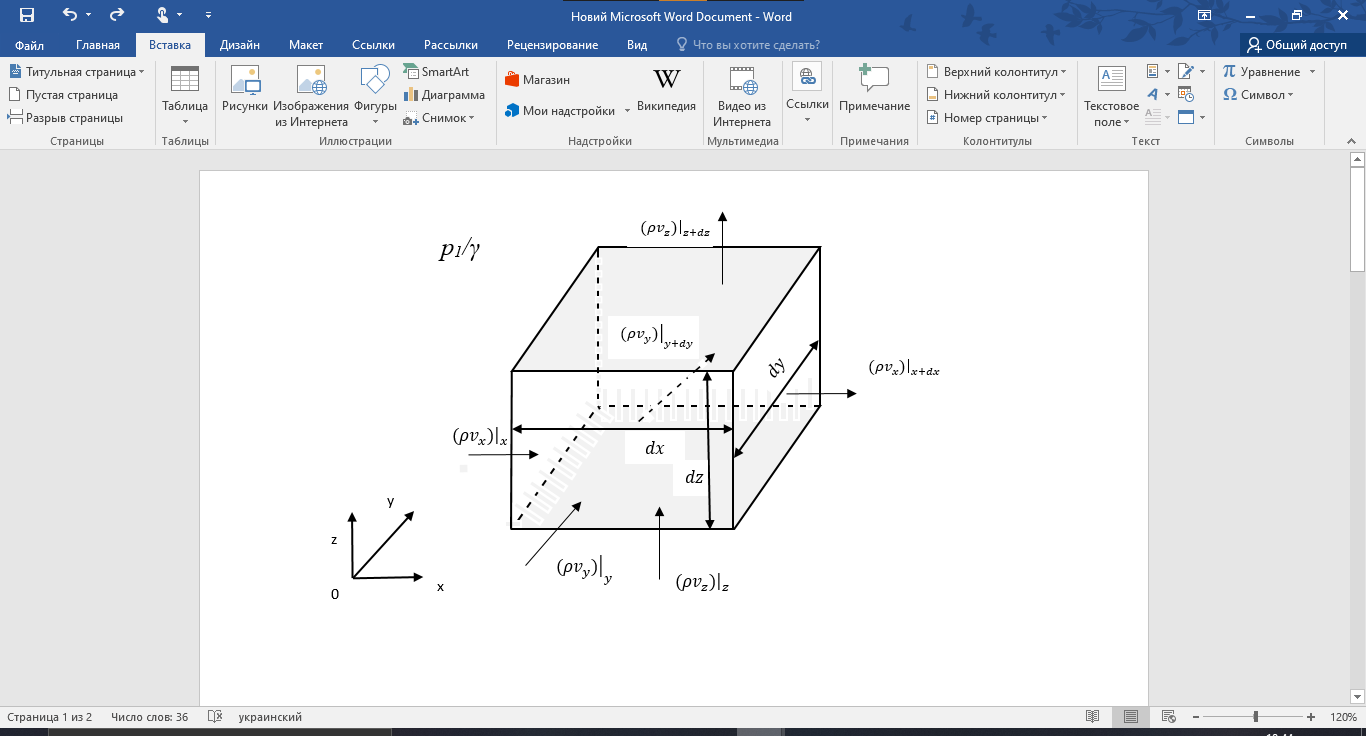 Новий Microsoft Word Document - Word
Файл Главная Вставка Дизайн Макет Ссылки Рассылки Рецензирование Вид Что вы хотите сделать? Общий доступ
Титульная страница
Пустая страница
Разрыв страницы
Страницы
Таблица
Таблицы
Рисунки
Изображения из Интернета
Фигуры
SmartArt
Диаграмма
Снимок
Иллюстрации
Магазин
Мои надстройки
W
Википедия
Надстройки
Видео из Интернета
Мультимедиа
Ссылки
Примечание
Примечания
Верхний колонтитул
Нижний колонтитул
Номер страницы
Колонтитулы
Текстовое поле
Текст
π Уравнение
Ω Символ
Символы
p₁/γ
(ρv_z)|_{z+dz}
(ρv_y)|_{y+dy}
dy
(ρv_x)|_{x+dx}
(ρv_x)|_x
dx
dz
y
z
0
x
(ρv_y)|_y
(ρv_z)|_z
Страница 1 из 2 Число слов: 36 украинский 120%